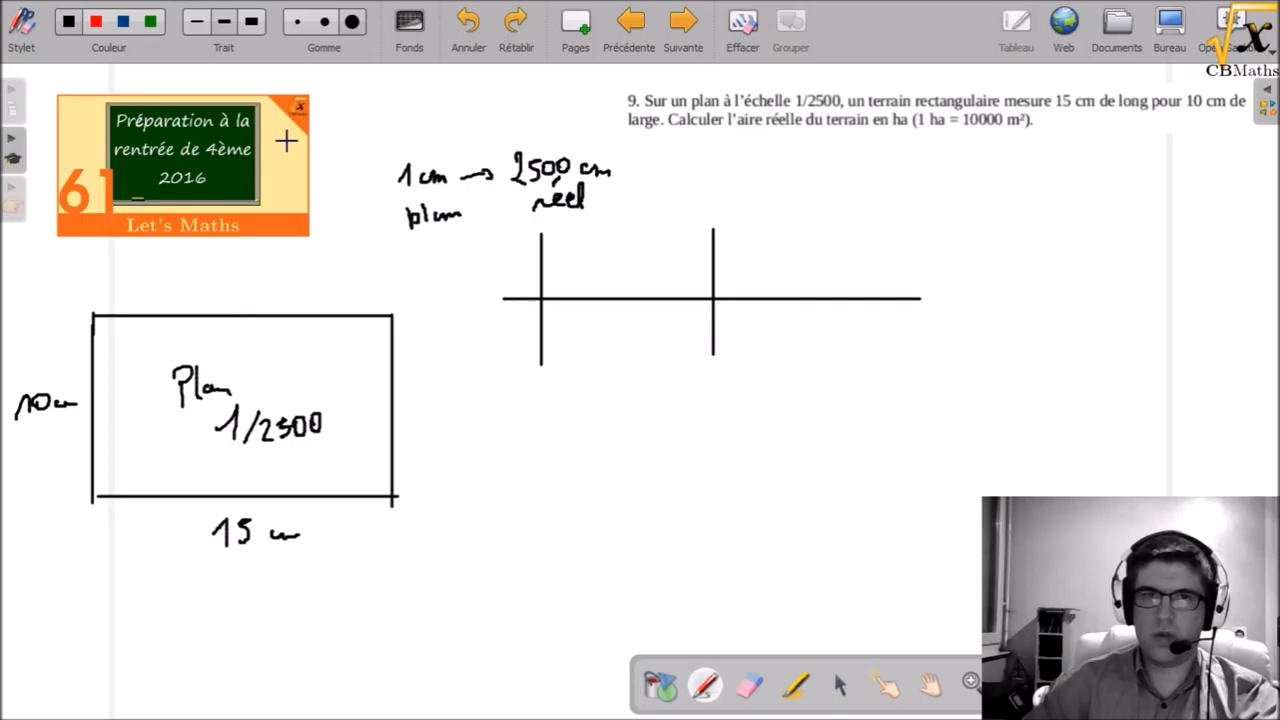 Stylet
Couleur
Trait
Gomme
Fonds
Annuler
Rétablir
Pages
Précédente
Suivante
Effacer
Grouper
Tableau
Web
Documents
Bureau
√x
CBMaths
Préparation à la
rentrée de 4ème
2016
61
Let's Maths
9. Sur un plan à l'échelle 1/2500, un terrain rectangulaire mesure 15 cm de long pour 10 cm de
large. Calculer l'aire réelle du terrain en ha (1 ha = 10000 m²).
1 cm → 2500 cm
plan réel
Plan
1/2500
10 cm
15 cm